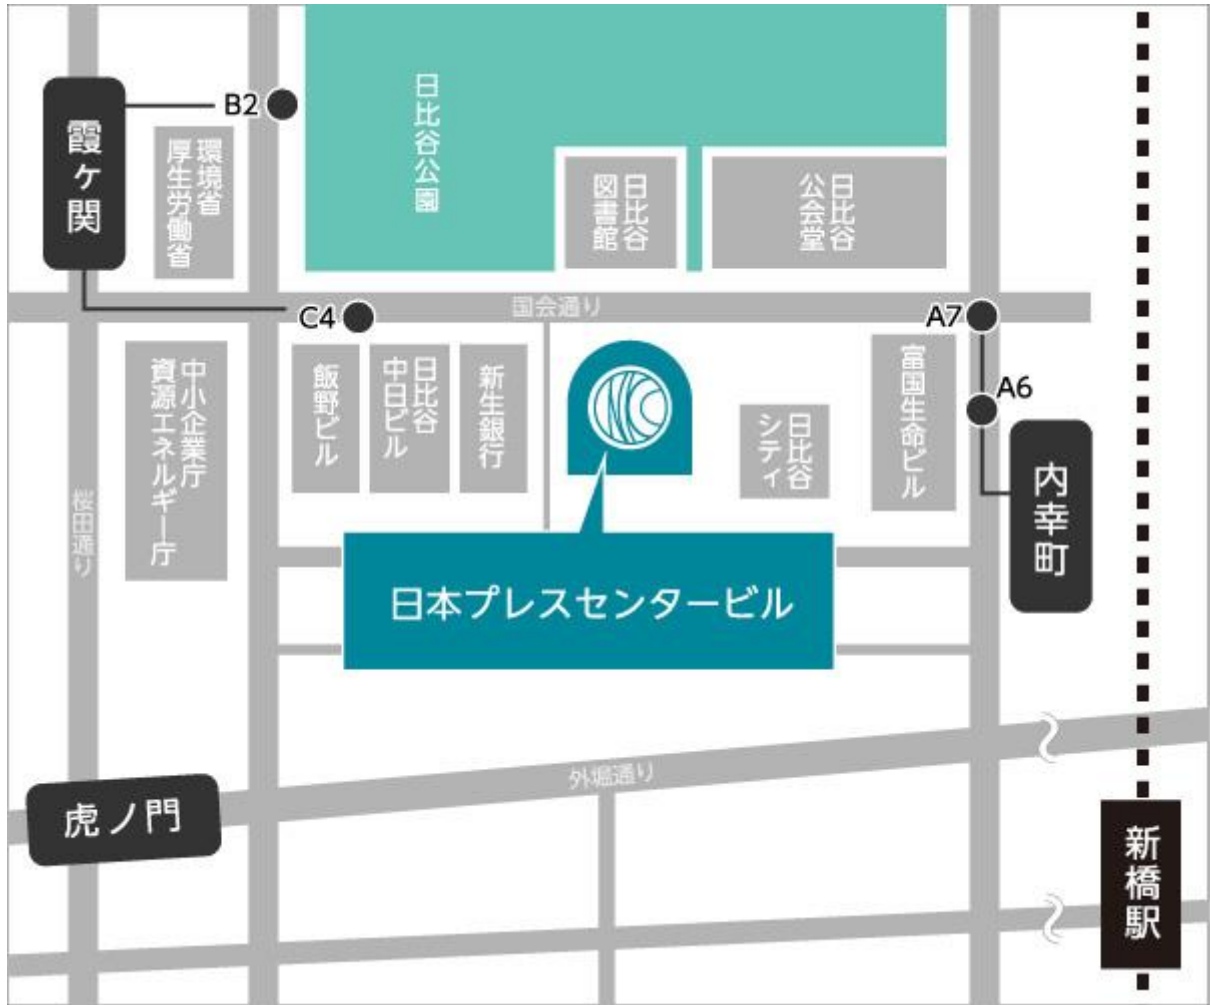 霞ヶ関
B2
環境省
厚生労働省
日比谷公園
日比谷
図書館
日比谷
公会堂
C4
国会通り
A7
A6
中小企業庁
資源エネルギー庁
飯野ビル
日比谷
中日ビル
新生銀行
日比谷
シティ
富国生命ビル
内幸町
桜田通り
日本プレスセンタービル
外堀通り
虎ノ門
新橋駅